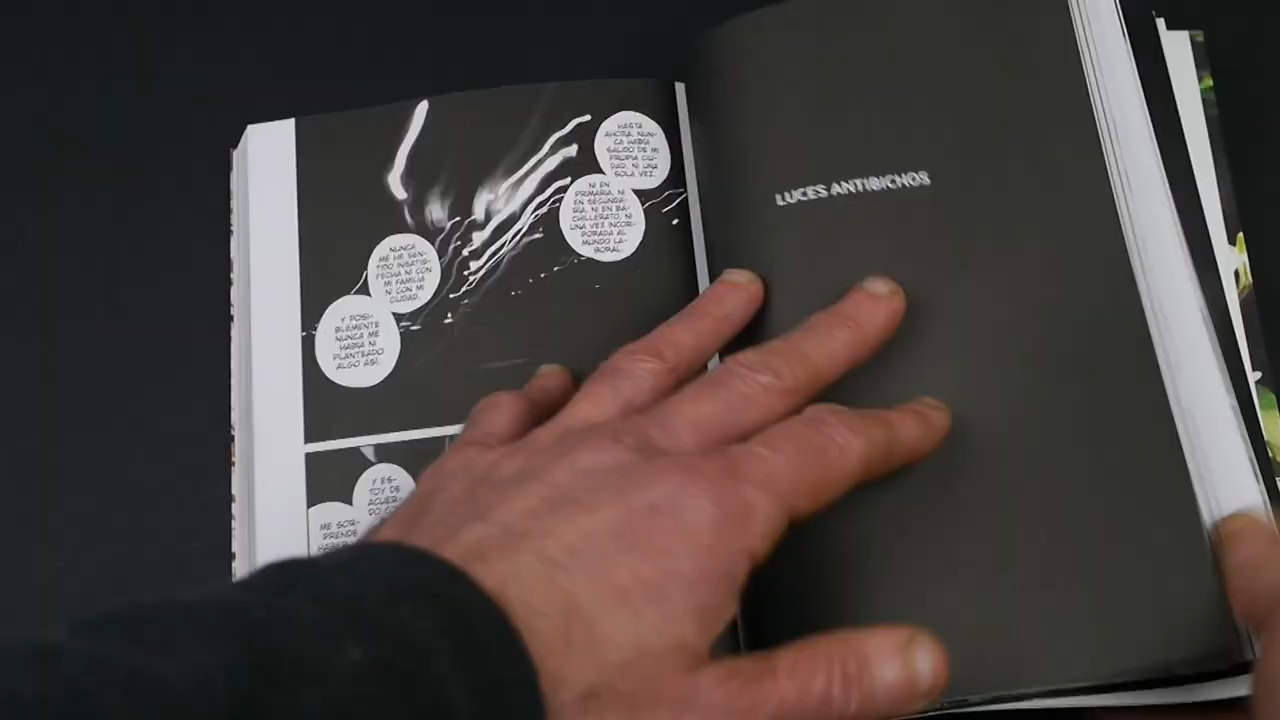 HASTA
AHORA, NUN-
CA HABÍA
SALIDO DE MI
PROPIA CIU-
DAD, NI UNA
SOLA VEZ.
NI EN
PRIMARIA, NI
EN SECUNDA-
RIA, NI EN BA-
CHILLERATO, NI
UNA VEZ INCOR-
PORADA AL
MUNDO LA-
BORAL.
NUNCA
ME HE SEN-
TIDO INSATIS-
FECHA NI CON
MI FAMILIA
NI CON MI
CIUDAD.
Y POSI-
BLEMENTE
NUNCA ME
HABÍA NI
PLANTEADO
ALGO ASÍ.
Y ES-
TOY DE
ACUER-
DO
ME SOR-
PRENDE
LUCES ANTIBICHOS